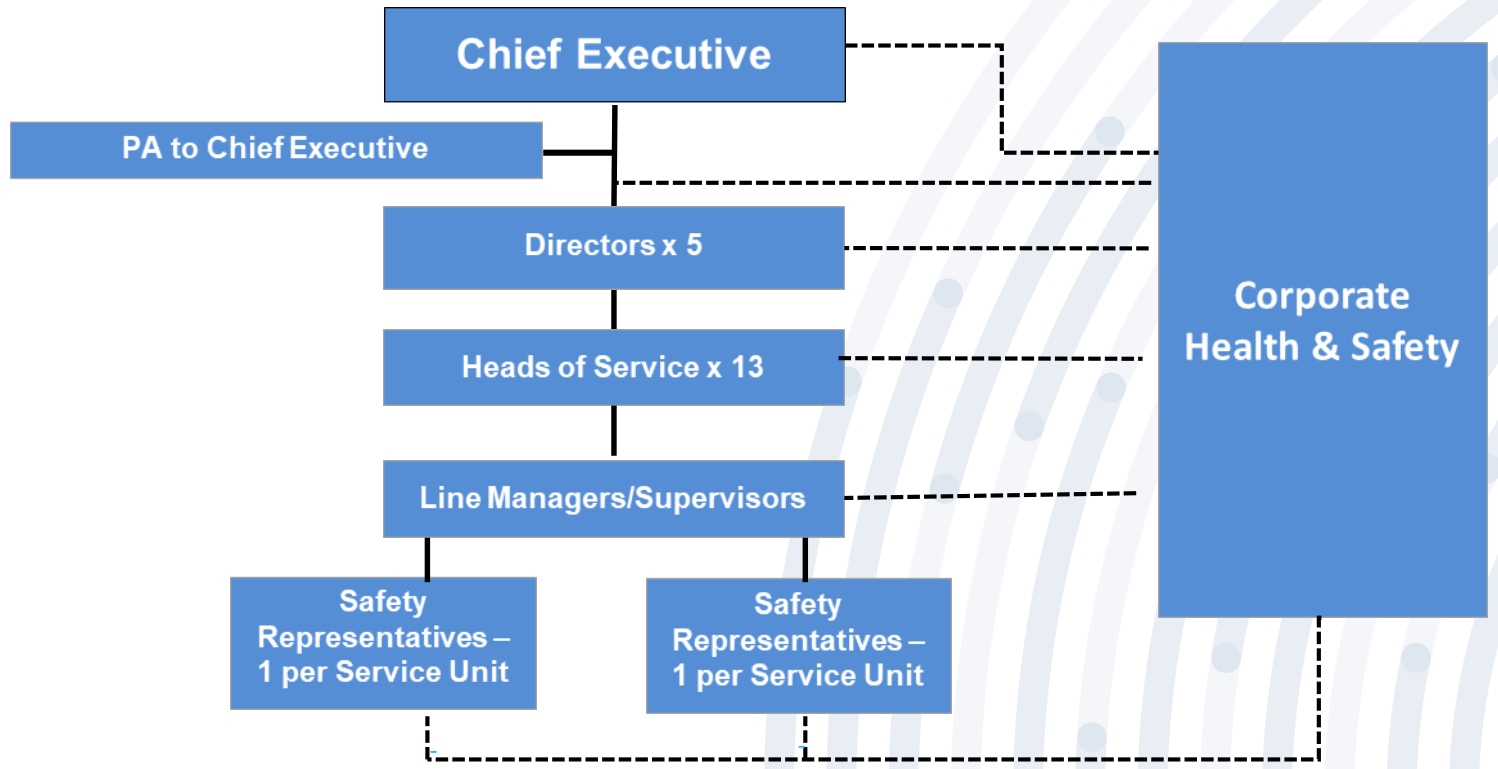 Chief Executive
PA to Chief Executive
Directors x 5
Corporate
Health & Safety
Heads of Service x 13
Line Managers/Supervisors
Safety
Representatives –
1 per Service Unit
Safety
Representatives –
1 per Service Unit